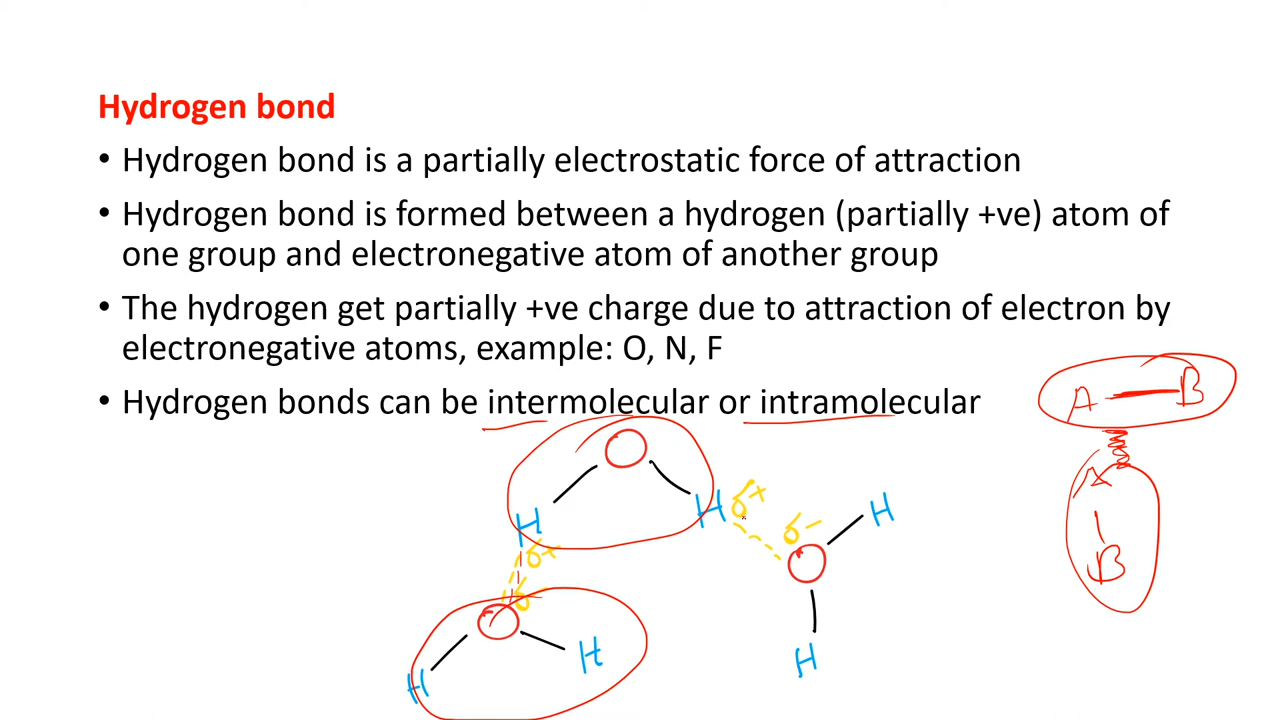 Hydrogen bond
• Hydrogen bond is a partially electrostatic force of attraction
• Hydrogen bond is formed between a hydrogen (partially +ve) atom of
one group and electronegative atom of another group
• The hydrogen get partially +ve charge due to attraction of electron by
electronegative atoms, example: O, N, F
• Hydrogen bonds can be intermolecular or intramolecular
A — B
O
H
H
δ+
δ-
H
O
H
δ+
δ-
O
H
H
A
|
B